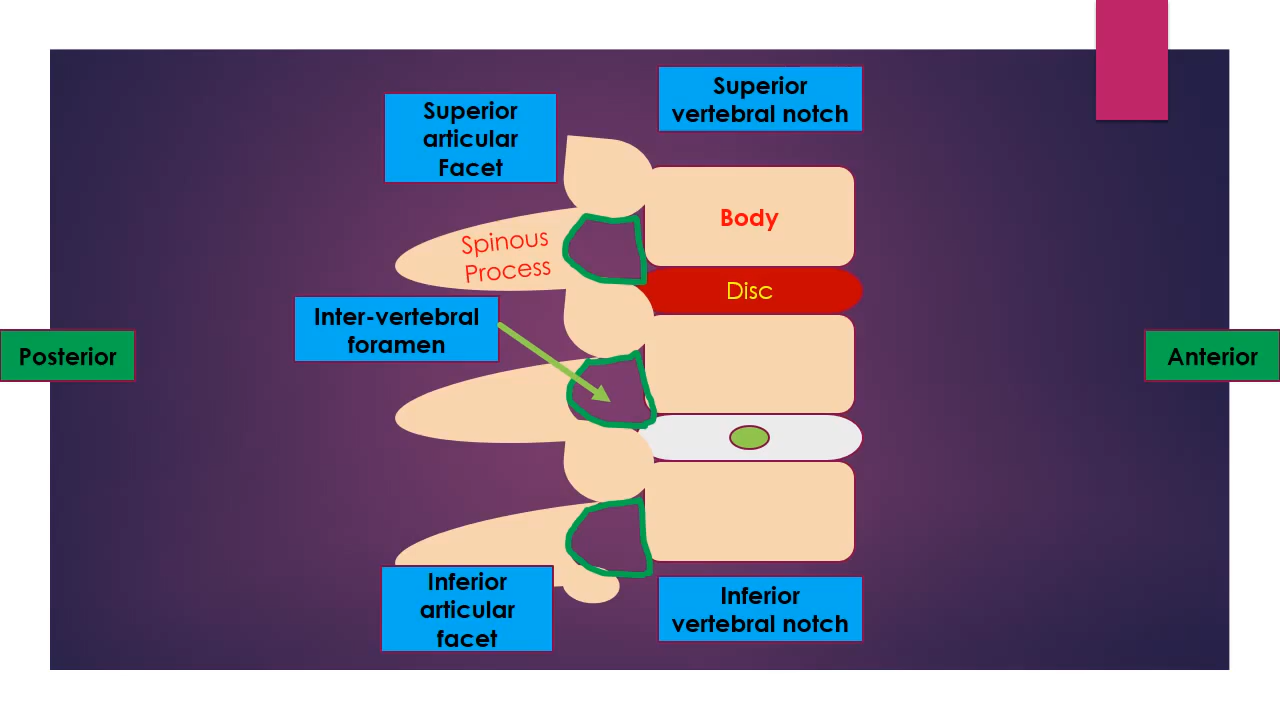 Superior
vertebral notch
Superior
articular
Facet
Body
Spinous
Process
Disc
Inter-vertebral
foramen
Posterior
Anterior
Inferior
articular
facet
Inferior
vertebral notch